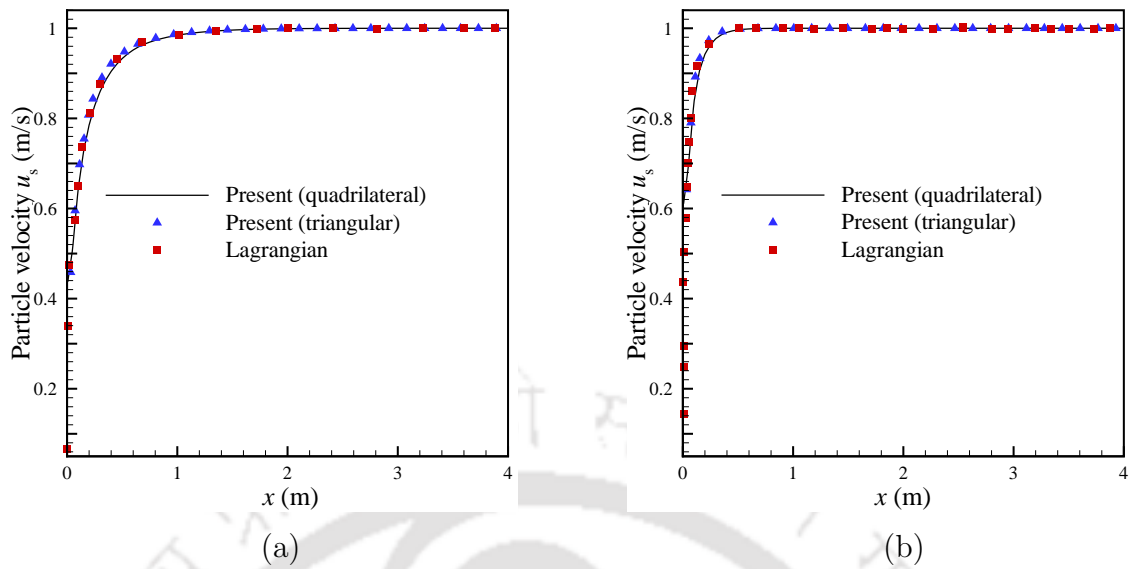 Particle velocity u_s (m/s)
1
0.8
0.6
0.4
0.2
Present (quadrilateral)
Present (triangular)
Lagrangian
0 1 2 3 4
x (m)
(a)
Particle velocity u_s (m/s)
1
0.8
0.6
0.4
0.2
Present (quadrilateral)
Present (triangular)
Lagrangian
0 1 2 3 4
x (m)
(b)